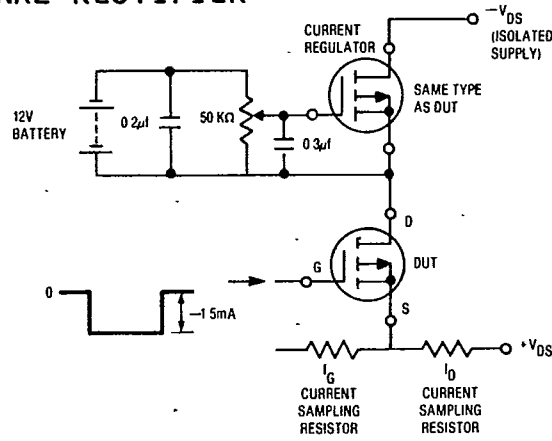 RECTIFIER
−VDS
(ISOLATED
SUPPLY)
CURRENT
REGULATOR
SAME TYPE
AS DUT
12V
BATTERY
0 2µf
50 KΩ
0 3µf
D
G
DUT
0
−1 5mA
S
+VDS
IG
CURRENT
SAMPLING
RESISTOR
ID
CURRENT
SAMPLING
RESISTOR